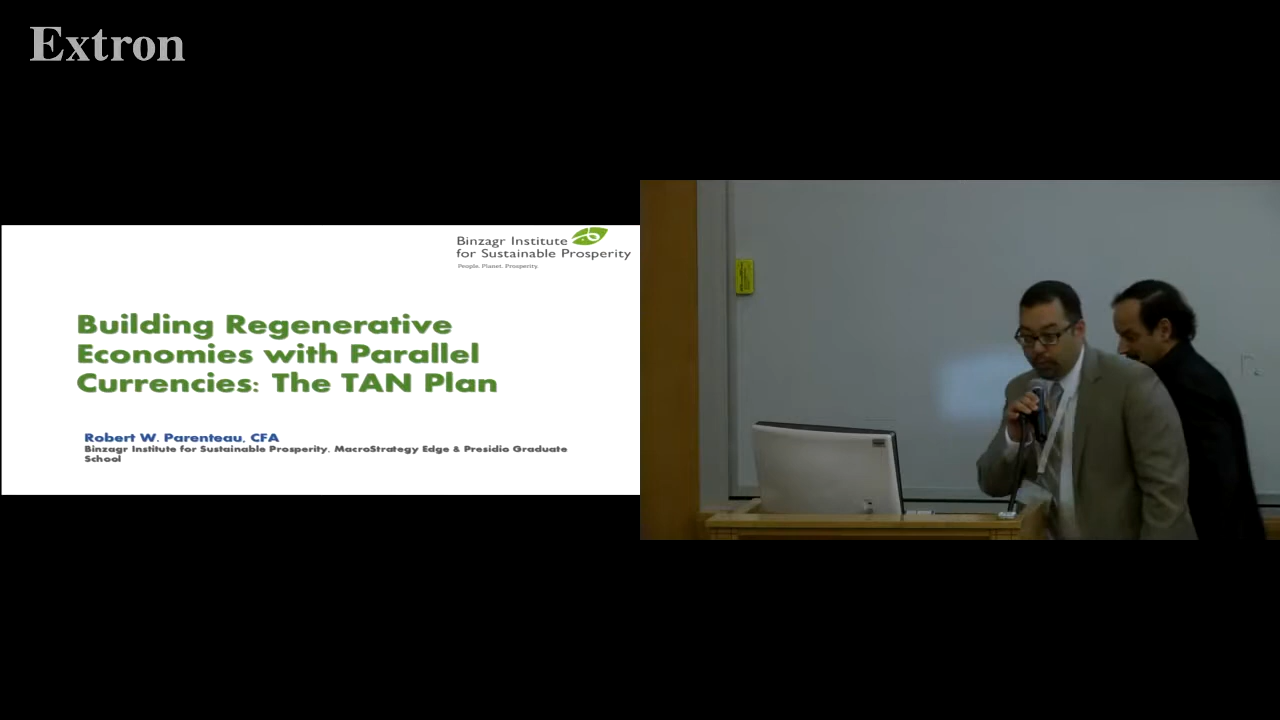 Extron
Binzagr Institute
for Sustainable Prosperity
People. Planet. Prosperity.
Building Regenerative
Economies with Parallel
Currencies: The TAN Plan
Robert W. Parenteau, CFA
Binzagr Institute for Sustainable Prosperity, MacroStrategy Edge & Presidio Graduate
School